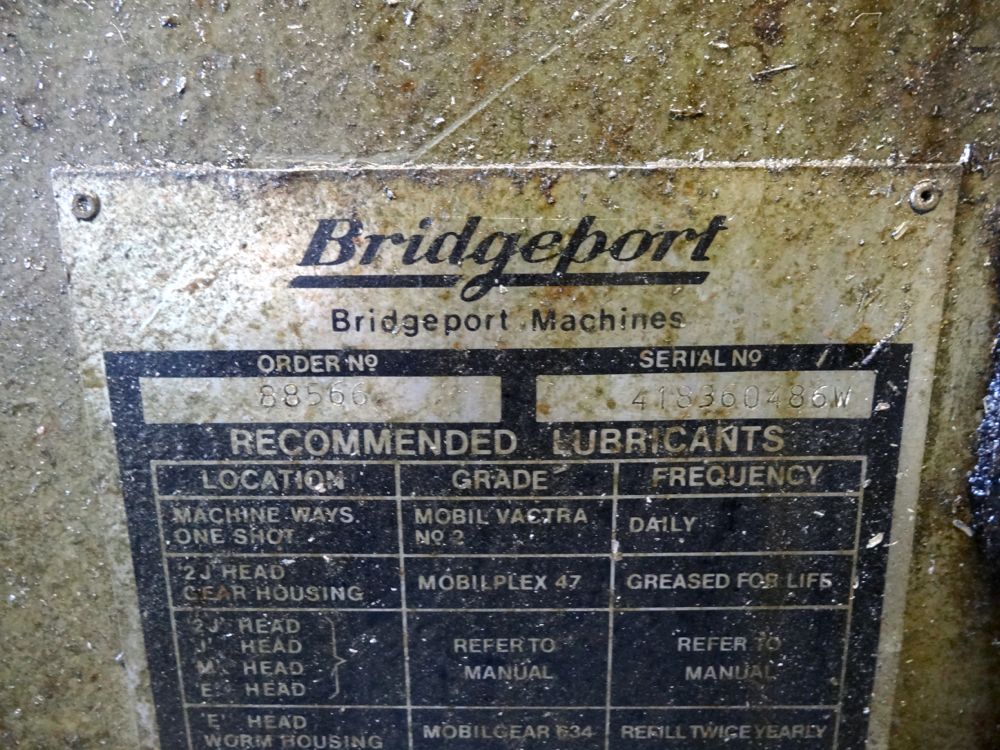 Bridgeport
Bridgeport Machines
ORDER Nº SERIAL Nº
88566 418360486W
RECOMMENDED LUBRICANTS
LOCATION GRADE FREQUENCY
MACHINE WAYS MOBIL VACTRA DAILY
ONE SHOT Nº 2
2J HEAD MOBILPLEX 47 GREASED FOR LIFE
GEAR HOUSING
2J' HEAD
J' HEAD REFER TO REFER TO
M' HEAD MANUAL MANUAL
E' HEAD
'E' HEAD MOBILGEAR 634 REFILL TWICE YEARLY
WORM HOUSING